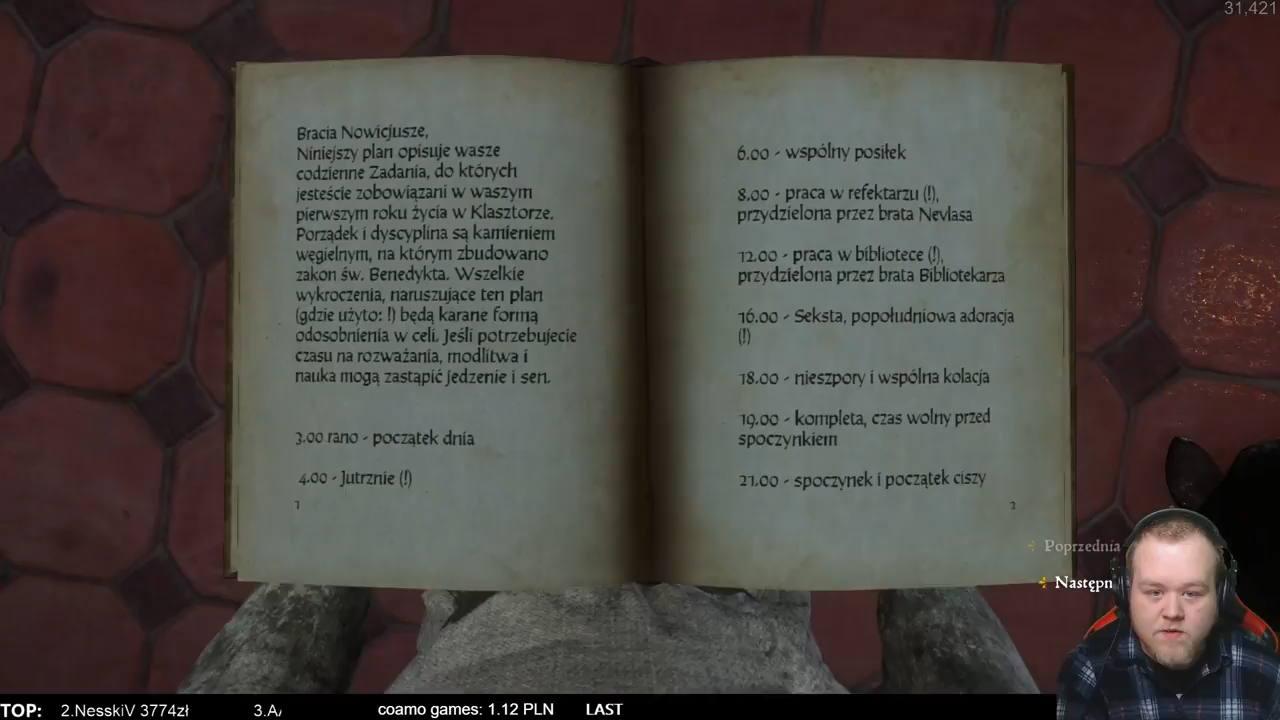 31,421
Bracia Nowicjusze,
Niniejszy plan opisuje wasze
codzienne Zadania, do których
jesteście zobowiązani w waszym
pierwszym roku życia w Klasztorze.
Porządek i dyscyplina są kamieniem
węgielnym, na którym zbudowano
zakon św. Benedykta. Wszelkie
wykroczenia, naruszające ten plan
(gdzie użyto: !) będą karane formą
odosobnienia w celi. Jeśli potrzebujecie
czasu na rozważania, modlitwa i
nauka mogą zastąpić jedzenie i sen.
3.00 rano - początek dnia
4.00 - Jutrznie (!)
1
6.00 - wspólny posiłek
8.00 - praca w refektarzu (!),
przydzielona przez brata Nevlasa
12.00 - praca w bibliotece (!),
przydzielona przez brata Bibliotekarza
16.00 - Seksta, popołudniowa adoracja
(!)
18.00 - nieszpory i wspólna kolacja
19.00 - kompleta, czas wolny przed
spoczynkiem
21.00 - spoczynek i początek ciszy
2
Poprzednia
Następn
TOP: 2.NesskiV 3774zł 3.A coamo games: 1.12 PLN LAST